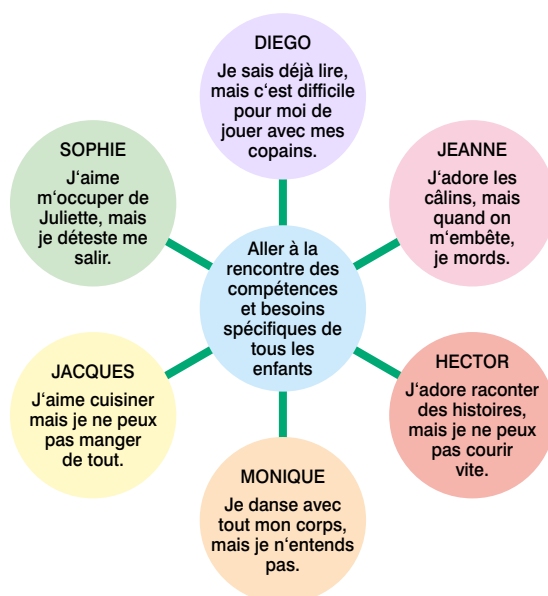 DIEGO
Je sais déjà lire,
mais c‘est difficile
pour moi de
jouer avec mes
copains.
SOPHIE
J‘aime
m‘occuper de
Juliette, mais
je déteste me
salir.
JEANNE
J‘adore les
câlins, mais
quand on
m‘embête,
je mords.
Aller à la
rencontre des
compétences
et besoins
spécifiques de
tous les
enfants
JACQUES
J‘aime cuisiner
mais je ne peux
pas manger
de tout.
HECTOR
J‘adore raconter
des histoires,
mais je ne peux
pas courir
vite.
MONIQUE
Je danse avec
tout mon corps,
mais je n‘entends
pas.